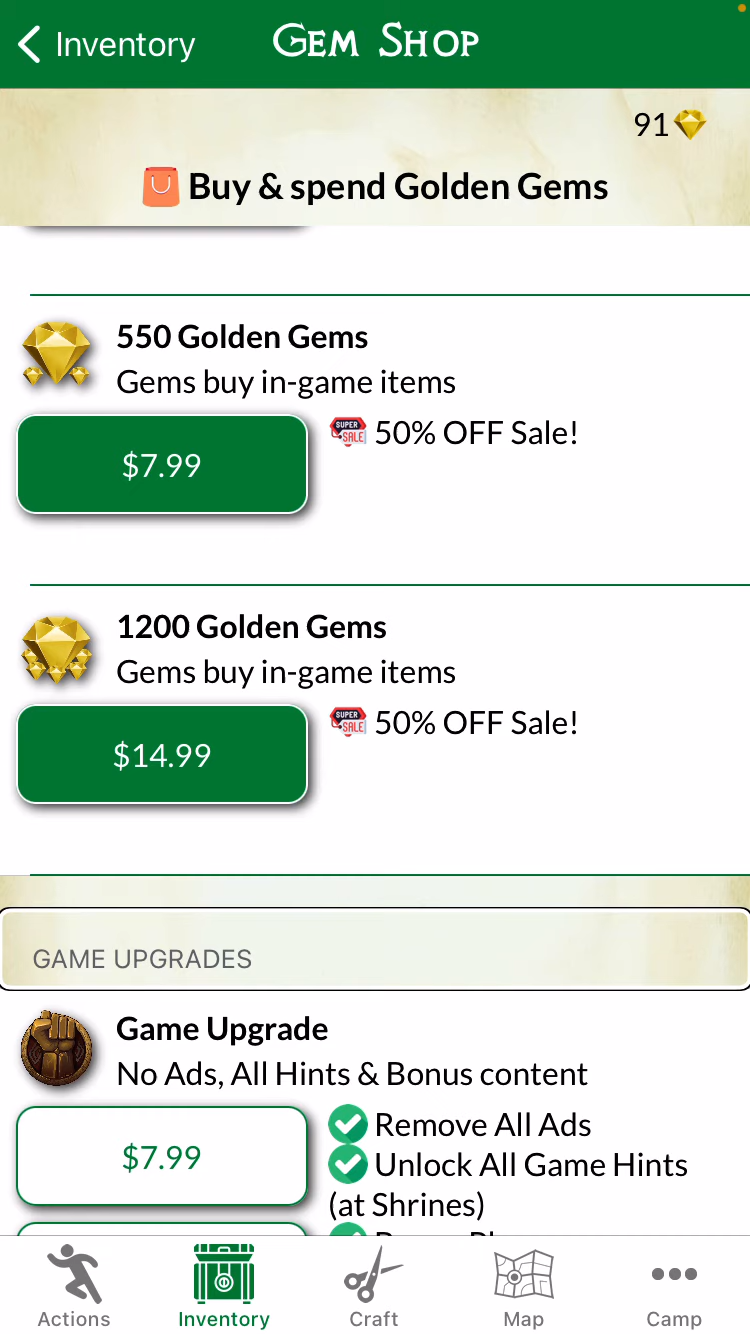 Inventory
Gem Shop
91
Buy & spend Golden Gems
550 Golden Gems
Gems buy in-game items
SUPER SALE 50% OFF Sale!
$7.99
1200 Golden Gems
Gems buy in-game items
SUPER SALE 50% OFF Sale!
$14.99
GAME UPGRADES
Game Upgrade
No Ads, All Hints & Bonus content
$7.99
Remove All Ads
Unlock All Game Hints
(at Shrines)
Actions
Inventory
Craft
Map
Camp